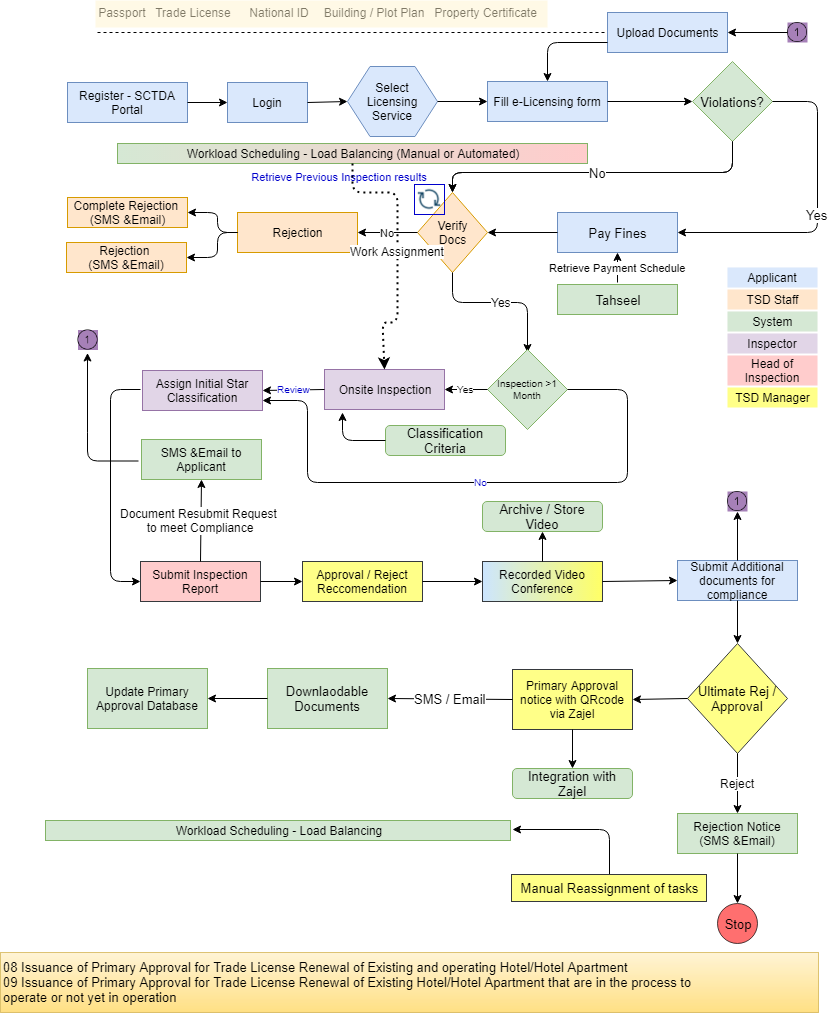 Passport Trade License National ID Building / Plot Plan Property Certificate
Upload Documents
1
Register - SCTDA
Portal
Login
Select
Licensing
Service
Fill e-Licensing form
Violations?
Workload Scheduling - Load Balancing (Manual or Automated)
No
Yes
Retrieve Previous Inspection results
Complete Rejection
(SMS &Email)
Rejection
(SMS &Email)
Rejection
No
Work Assignment
Verify
Docs
Pay Fines
Retrieve Payment Schedule
Tahseel
Applicant
TSD Staff
System
Inspector
Head of
Inspection
TSD Manager
Yes
1
Assign Initial Star
Classification
Review
Onsite Inspection
Yes
Inspection >1
Month
Classification
Criteria
SMS &Email to
Applicant
No
Document Resubmit Request
to meet Compliance
Archive / Store
Video
1
Submit Inspection
Report
Approval / Reject
Reccomendation
Recorded Video
Conference
Submit Additional
documents for
compliance
Update Primary
Approval Database
Downlaodable
Documents
SMS / Email
Primary Approval
notice with QRcode
via Zajel
Ultimate Rej /
Approval
Integration with
Zajel
Reject
Workload Scheduling - Load Balancing
Rejection Notice
(SMS &Email)
Manual Reassignment of tasks
Stop
08 Issuance of Primary Approval for Trade License Renewal of Existing and operating Hotel/Hotel Apartment
09 Issuance of Primary Approval for Trade License Renewal of Existing Hotel/Hotel Apartment that are in the process to
operate or not yet in operation